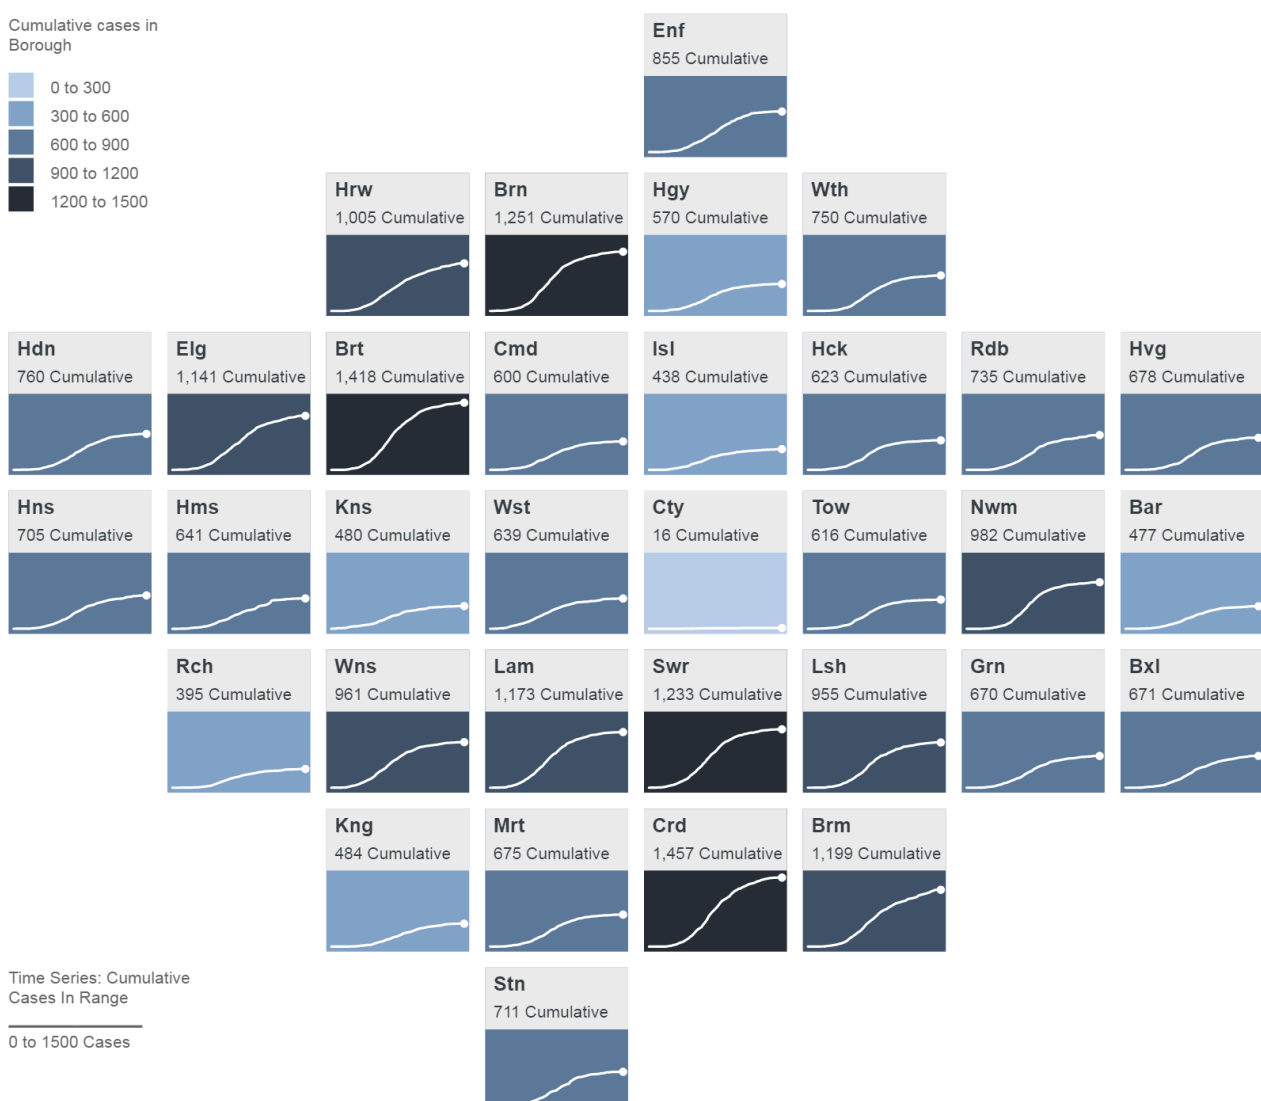 Cumulative cases in
Borough
0 to 300
300 to 600
600 to 900
900 to 1200
1200 to 1500
Enf
855 Cumulative
Hrw
1,005 Cumulative
Brn
1,251 Cumulative
Hgy
570 Cumulative
Wth
750 Cumulative
Hdn
760 Cumulative
Elg
1,141 Cumulative
Brt
1,418 Cumulative
Cmd
600 Cumulative
Isl
438 Cumulative
Hck
623 Cumulative
Rdb
735 Cumulative
Hvg
678 Cumulative
Hns
705 Cumulative
Hms
641 Cumulative
Kns
480 Cumulative
Wst
639 Cumulative
Cty
16 Cumulative
Tow
616 Cumulative
Nwm
982 Cumulative
Bar
477 Cumulative
Rch
395 Cumulative
Wns
961 Cumulative
Lam
1,173 Cumulative
Swr
1,233 Cumulative
Lsh
955 Cumulative
Grn
670 Cumulative
Bxl
671 Cumulative
Kng
484 Cumulative
Mrt
675 Cumulative
Crd
1,457 Cumulative
Brm
1,199 Cumulative
Stn
711 Cumulative
Time Series: Cumulative
Cases In Range
0 to 1500 Cases